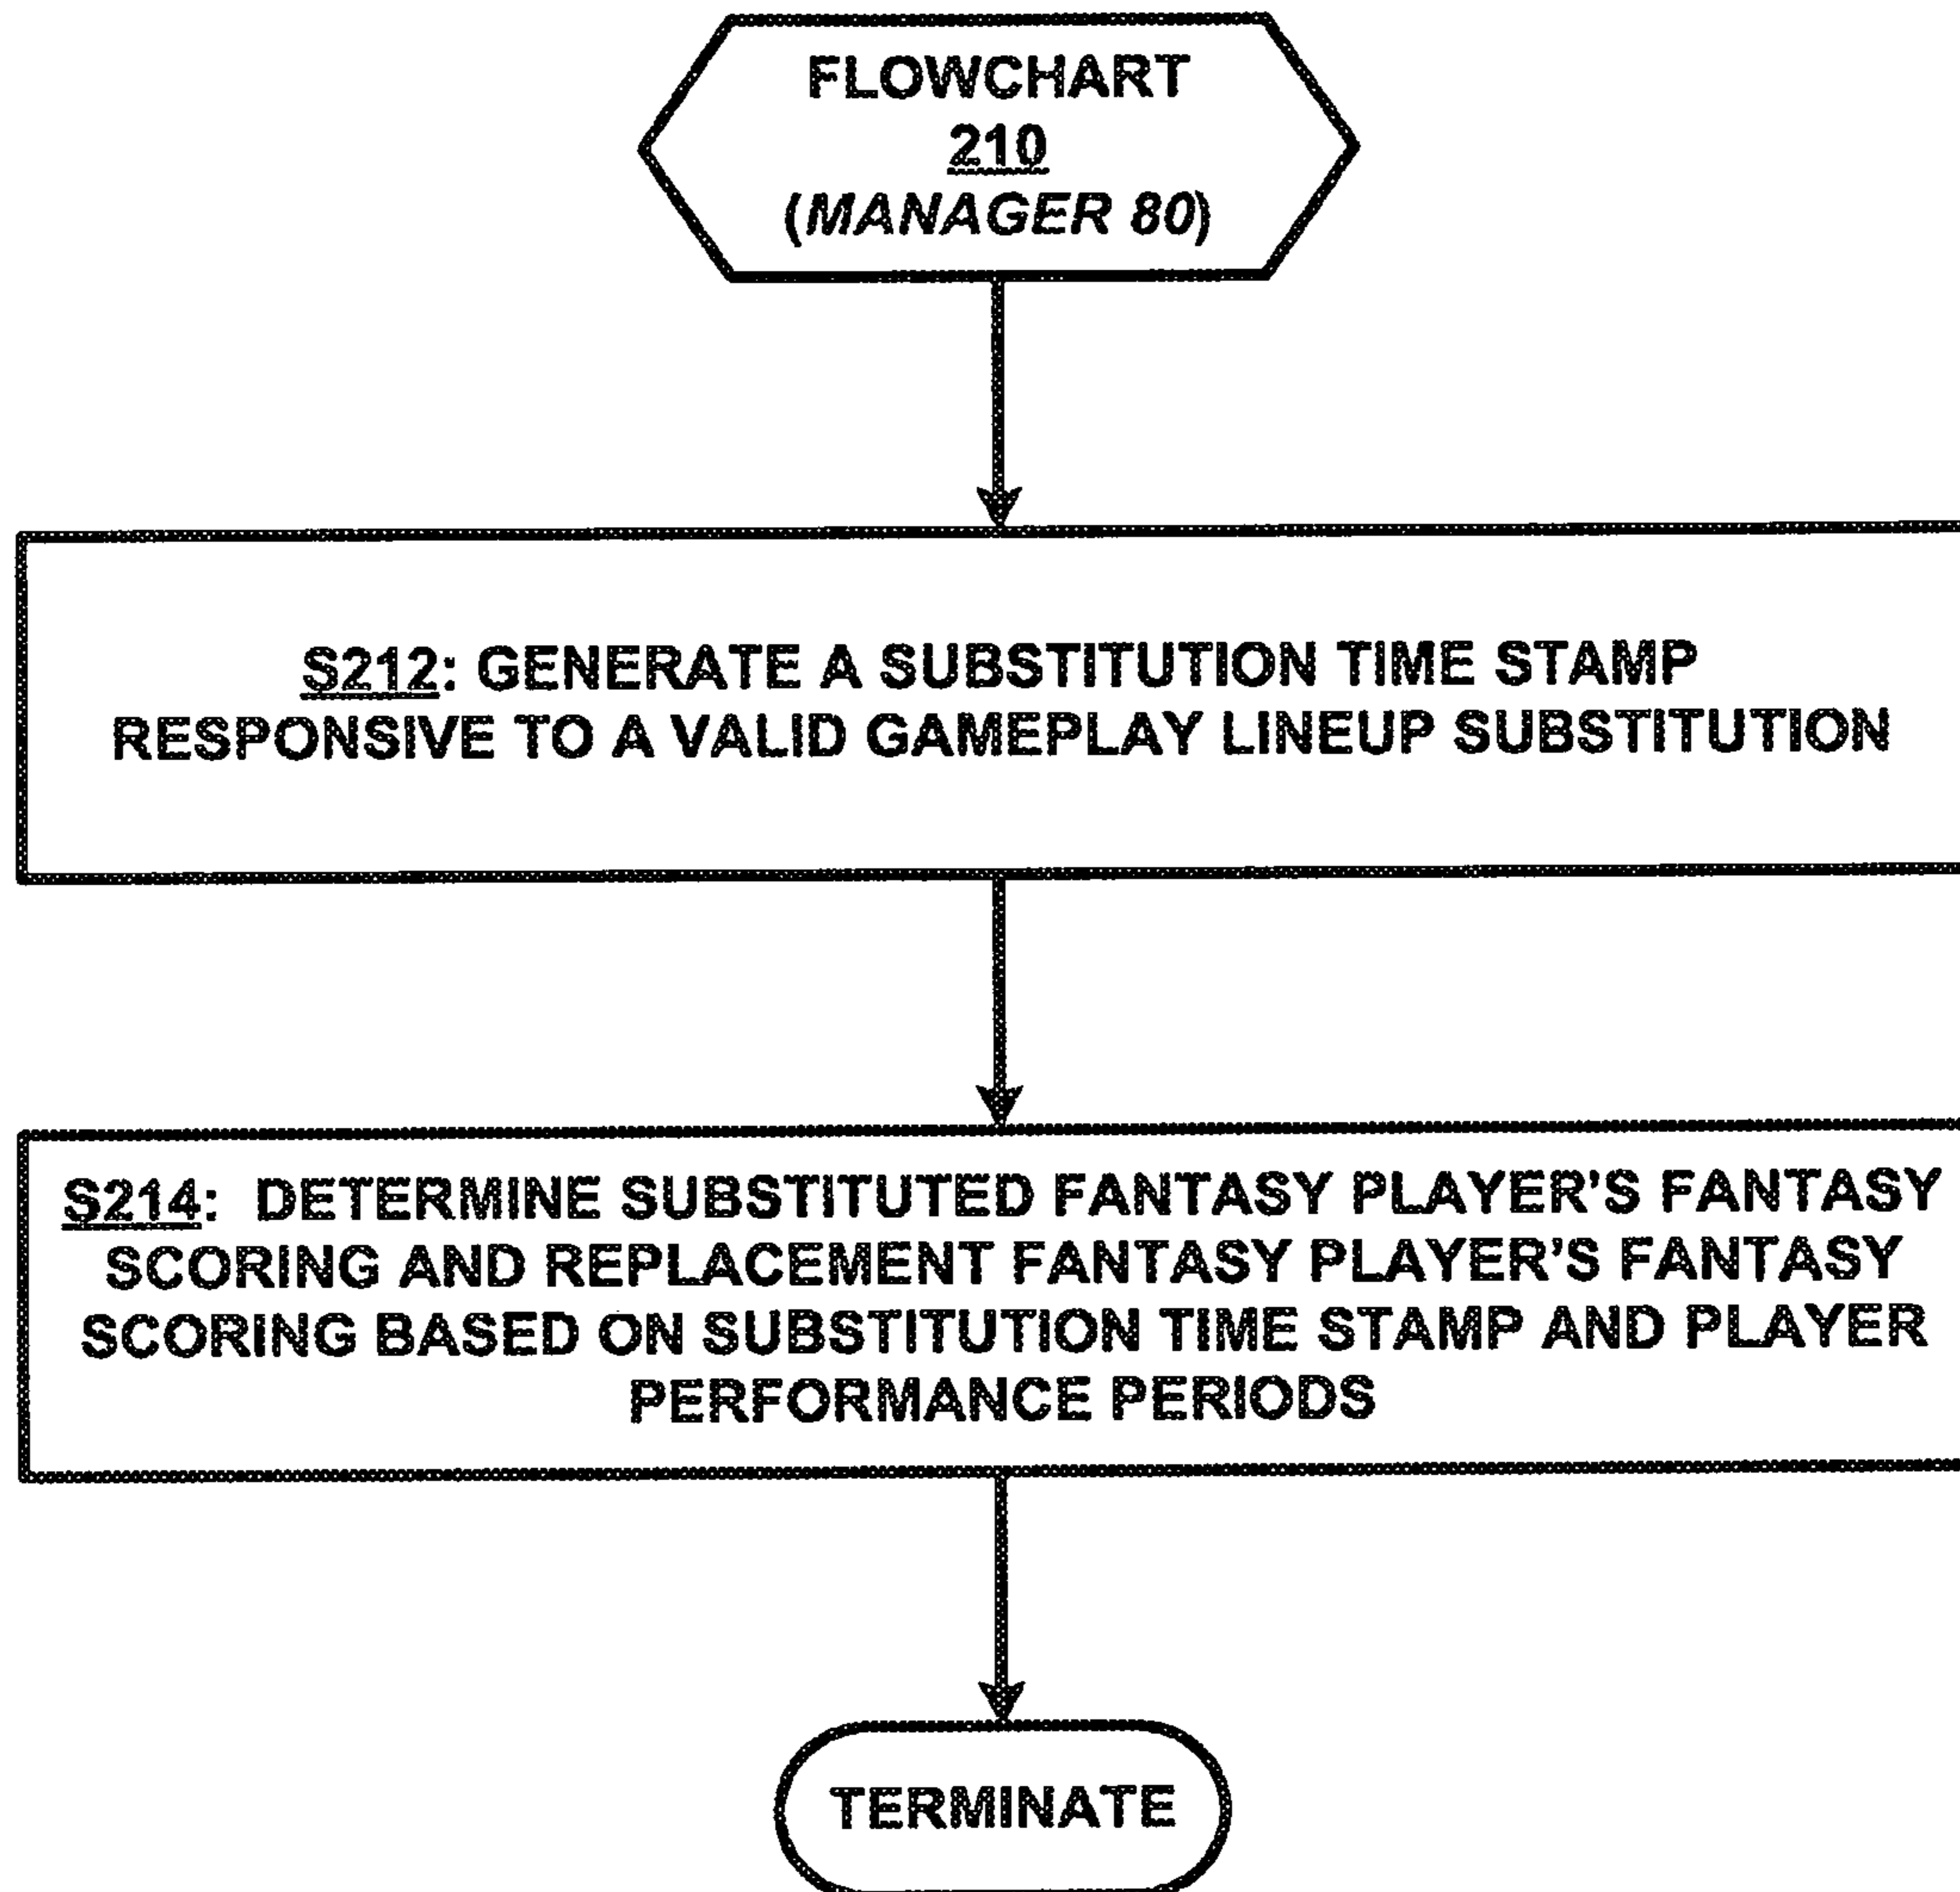 FLOWCHART
210
(MANAGER 80)
S212: GENERATE A SUBSTITUTION TIME STAMP
RESPONSIVE TO A VALID GAMEPLAY LINEUP SUBSTITUTION
S214: DETERMINE SUBSTITUTED FANTASY PLAYER'S FANTASY
SCORING AND REPLACEMENT FANTASY PLAYER'S FANTASY
SCORING BASED ON SUBSTITUTION TIME STAMP AND PLAYER
PERFORMANCE PERIODS
TERMINATE